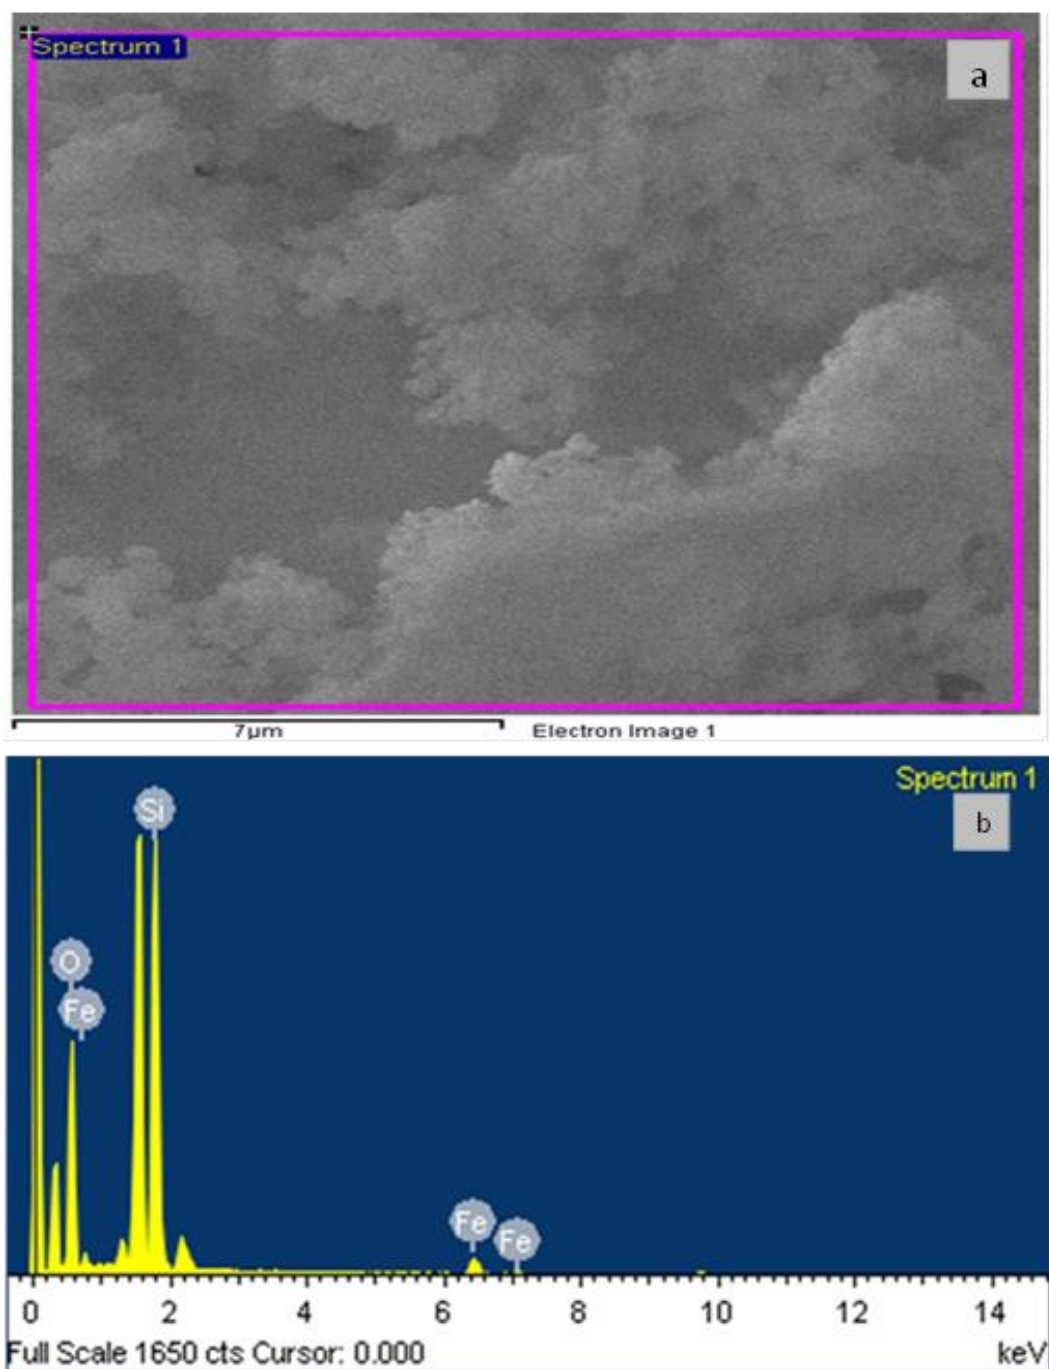 Spectrum 1
a
7µm
Electron Image 1
Spectrum 1
b
Si
O
Fe
Fe
Fe
0 2 4 6 8 10 12 14
Full Scale 1650 cts Cursor: 0.000 keV